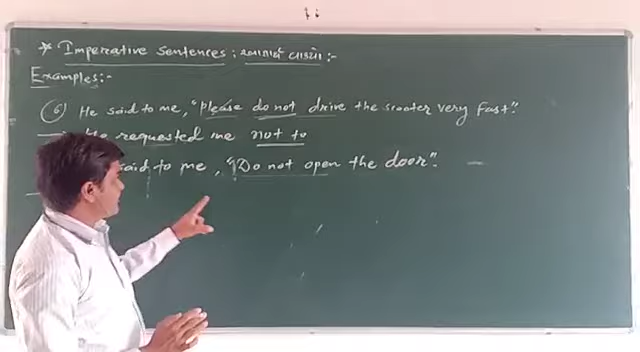 * Imperative sentences : આજ્ઞાર્થ વાક્યો :-
Examples:-
(6) He said to me, "Please do not drive the scooter very fast".
He requested me not to
said to me, "Do not open the door". —